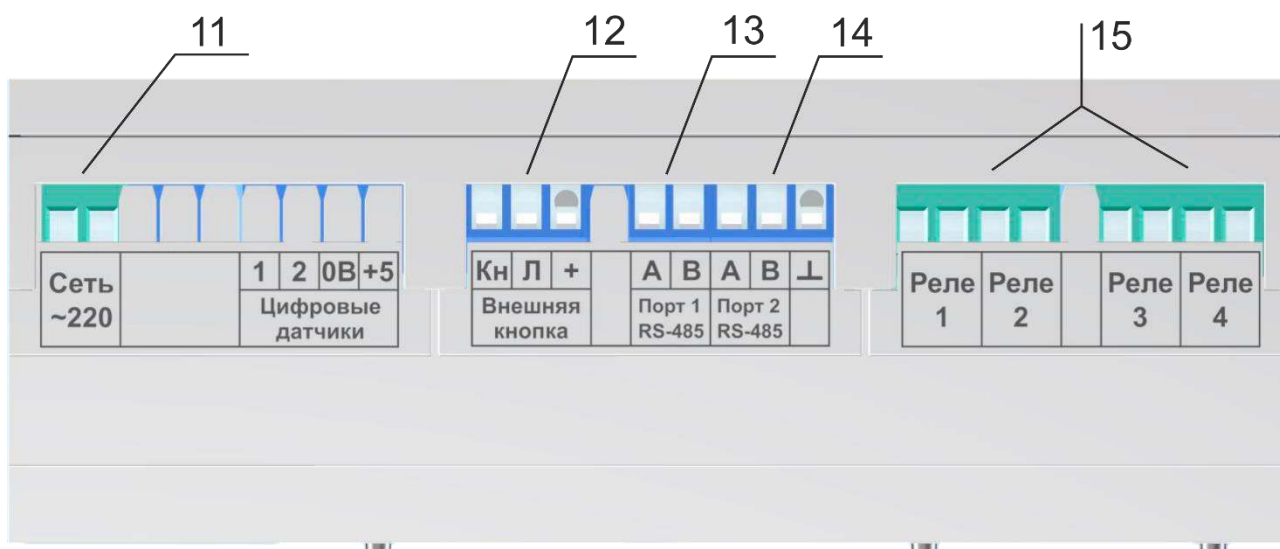 11
12
13
14
15
Сеть
~220
1 2 0В +5
Цифровые
датчики
Кн Л +
Внешняя
кнопка
A B A B ⊥
Порт 1
RS-485
Порт 2
RS-485
Реле
1
Реле
2
Реле
3
Реле
4